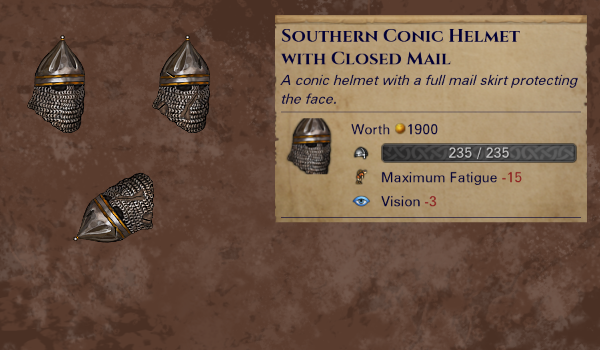 Southern Conic Helmet
with Closed Mail
A conic helmet with a full mail skirt protecting
the face.
Worth 1900
235 / 235
Maximum Fatigue -15
Vision -3